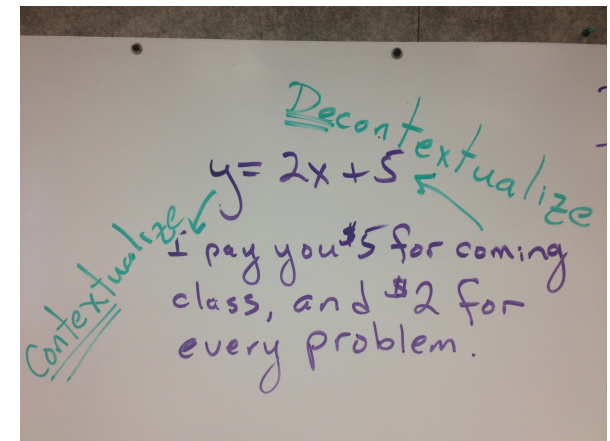 Decontextualize
y = 2x + 5
Contextualize
I pay you $5 for coming
class, and $2 for
every problem.